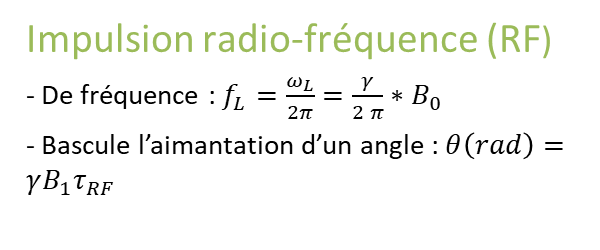 Impulsion radio-fréquence (RF)
- De fréquence : f_L = ω_L/2π = γ/2 π * B_0
- Bascule l’aimantation d’un angle : θ(rad) =
γB_1τ_RF